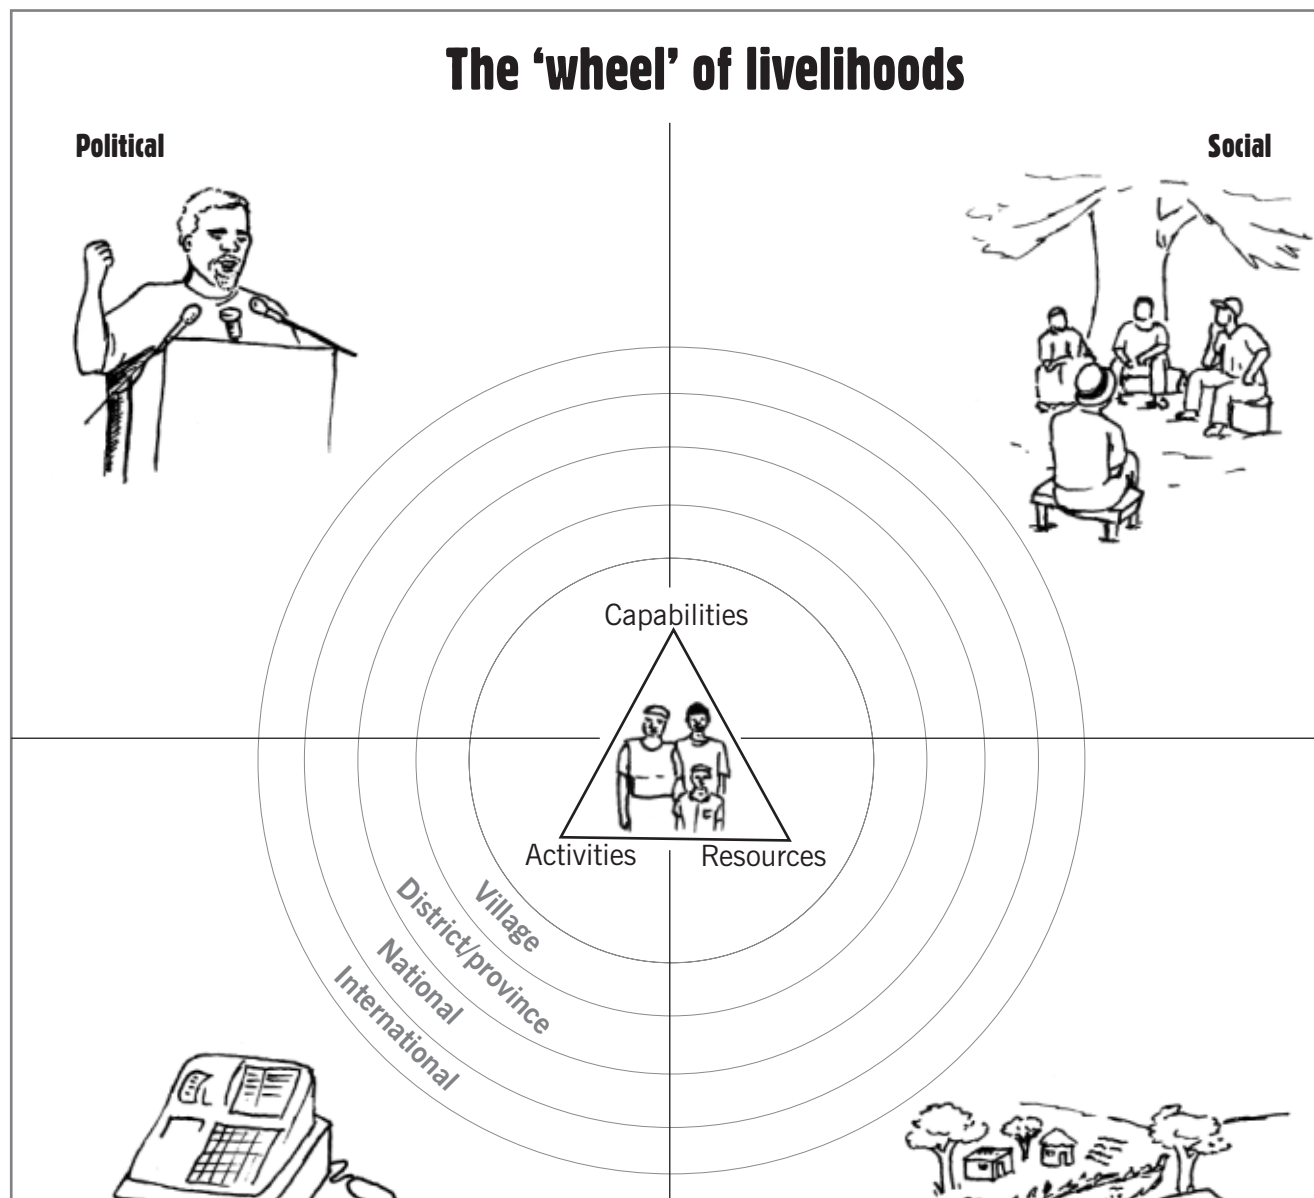 The ‘wheel’ of livelihoods
Political
Social
Capabilities
Activities
Resources
Village
District/province
National
International